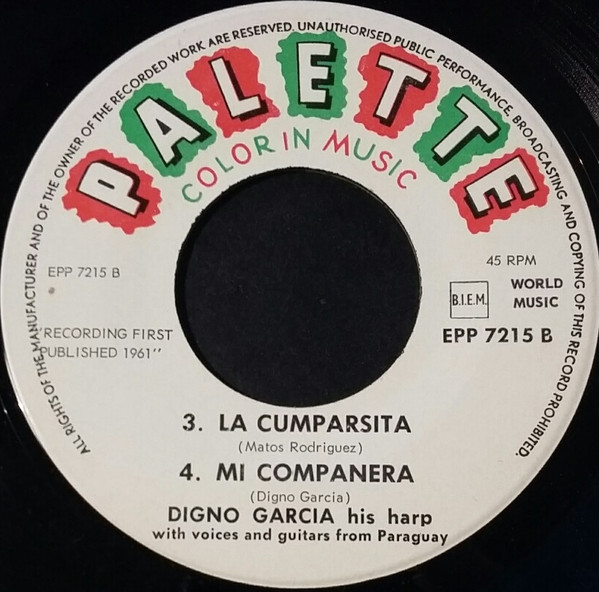 ALL RIGHTS OF THE MANUFACTURER AND OF THE OWNER OF THE RECORDED WORK ARE RESERVED. UNAUTHORISED PUBLIC PERFORMANCE, BROADCASTING AND COPYING OF THIS RECORD PROHIBITED.
PALETTE
COLOR IN MUSIC
EPP 7215 B
45 RPM
B.I.E.M.
WORLD
MUSIC
EPP 7215 B
"RECORDING FIRST
PUBLISHED 1961"
3. LA CUMPARSITA
(Matos Rodriguez)
4. MI COMPANERA
(Digno Garcia)
DIGNO GARCIA his harp
with voices and guitars from Paraguay